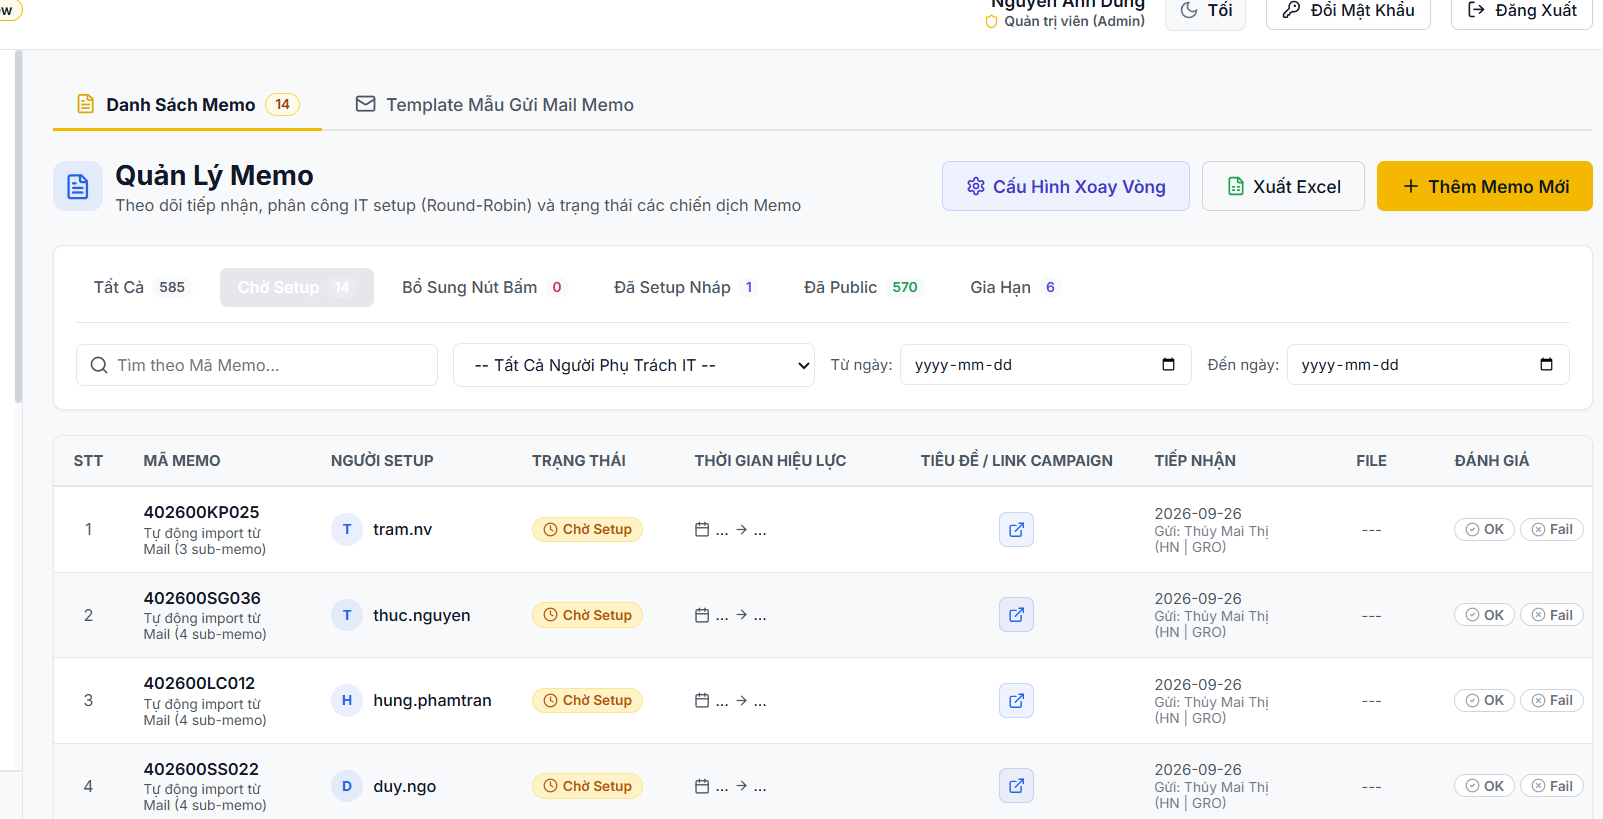 ew
Nguyễn Anh Dũng
Quản trị viên (Admin)
Tối
Đổi Mật Khẩu
Đăng Xuất
Danh Sách Memo 14
Template Mẫu Gửi Mail Memo
Quản Lý Memo
Theo dõi tiếp nhận, phân công IT setup (Round-Robin) và trạng thái các chiến dịch Memo
Cấu Hình Xoay Vòng
Xuất Excel
+ Thêm Memo Mới
Tất Cả 585
Chờ Setup 14
Bổ Sung Nút Bấm 0
Đã Setup Nháp 1
Đã Public 570
Gia Hạn 6
Tìm theo Mã Memo...
-- Tất Cả Người Phụ Trách IT --
Từ ngày: yyyy-mm-dd
Đến ngày: yyyy-mm-dd
STT MÃ MEMO NGƯỜI SETUP TRẠNG THÁI THỜI GIAN HIỆU LỰC TIÊU ĐỀ / LINK CAMPAIGN TIẾP NHẬN FILE ĐÁNH GIÁ
1
402600KP025
Tự động import từ
Mail (3 sub-memo)
T tram.nv
Chờ Setup
... → ...
2026-09-26
Gửi: Thủy Mai Thị
(HN | GRO)
---
OK Fail
2
402600SG036
Tự động import từ
Mail (4 sub-memo)
T thuc.nguyen
Chờ Setup
... → ...
2026-09-26
Gửi: Thủy Mai Thị
(HN | GRO)
---
OK Fail
3
402600LC012
Tự động import từ
Mail (4 sub-memo)
H hung.phamtran
Chờ Setup
... → ...
2026-09-26
Gửi: Thủy Mai Thị
(HN | GRO)
---
OK Fail
4
402600SS022
Tự động import từ
Mail (4 sub-memo)
D duy.ngo
Chờ Setup
... → ...
2026-09-26
Gửi: Thủy Mai Thị
(HN | GRO)
---
OK Fail